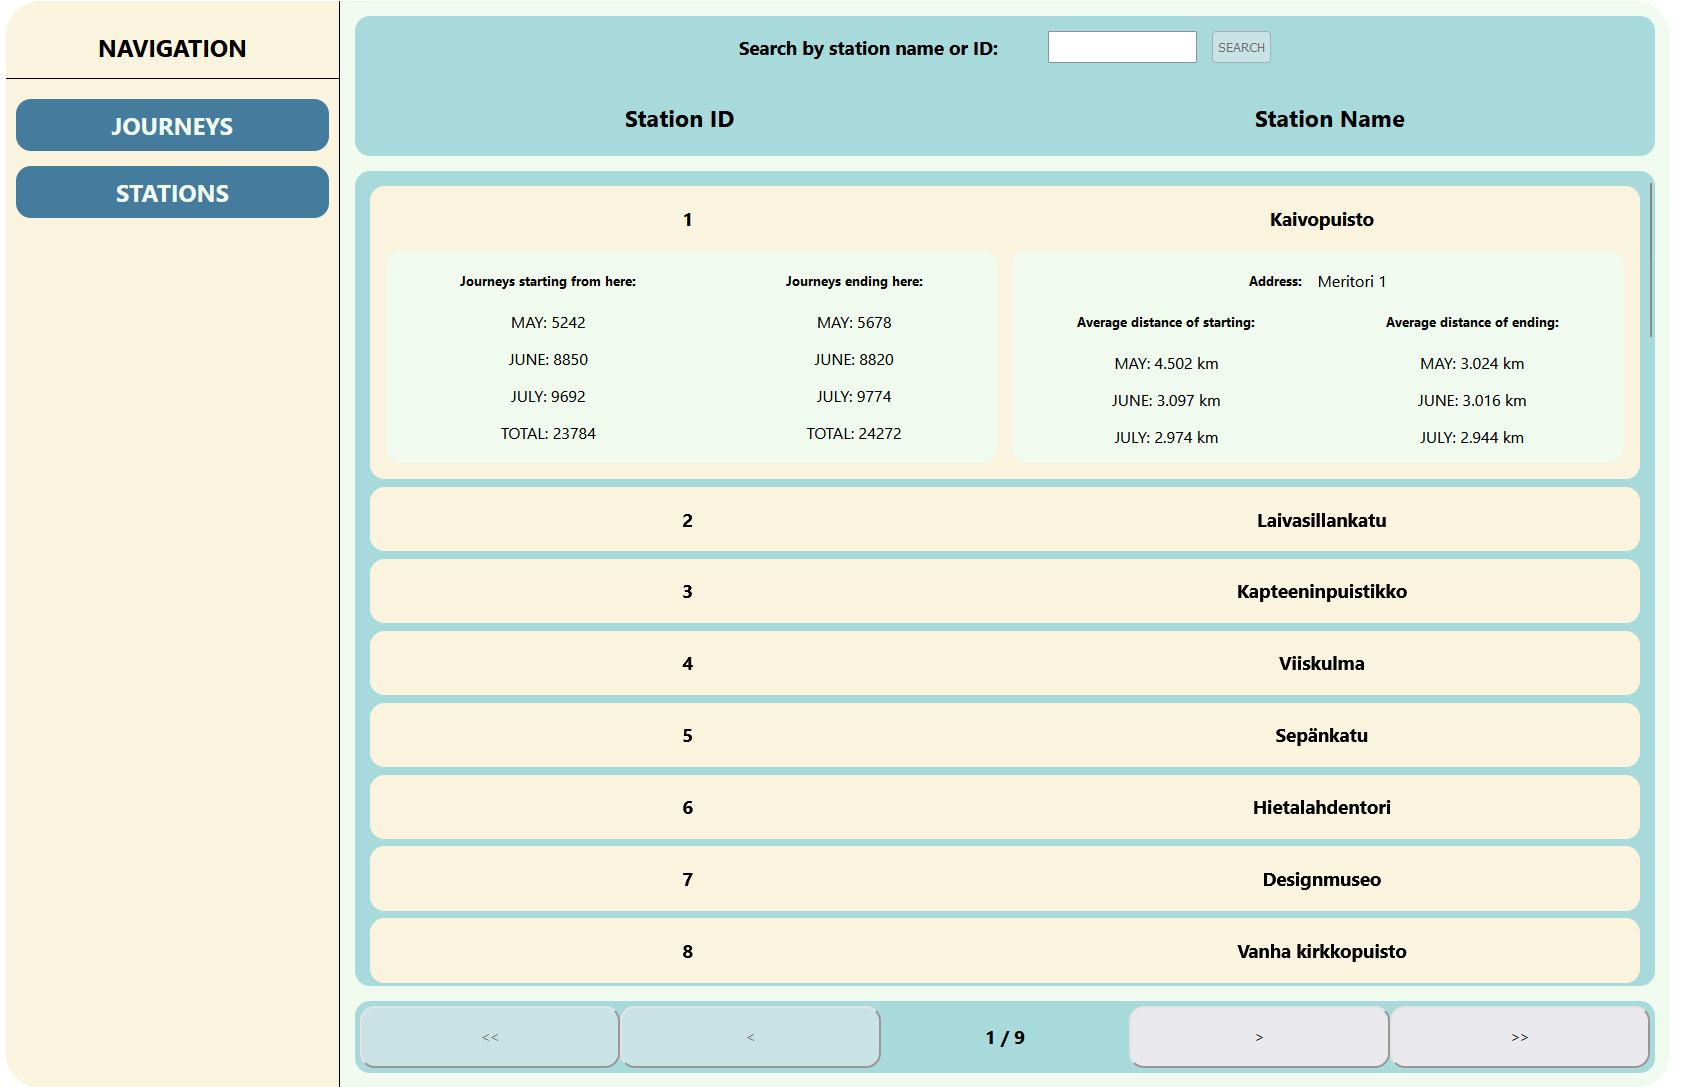 NAVIGATION
JOURNEYS
STATIONS
Search by station name or ID: SEARCH
Station ID Station Name
1 Kaivopuisto
Journeys starting from here: Journeys ending here:
MAY: 5242 MAY: 5678
JUNE: 8850 JUNE: 8820
JULY: 9692 JULY: 9774
TOTAL: 23784 TOTAL: 24272
Address: Meritori 1
Average distance of starting: Average distance of ending:
MAY: 4.502 km MAY: 3.024 km
JUNE: 3.097 km JUNE: 3.016 km
JULY: 2.974 km JULY: 2.944 km
2 Laivasillankatu
3 Kapteeninpuistikko
4 Viiskulma
5 Sepänkatu
6 Hietalahdentori
7 Designmuseo
8 Vanha kirkkopuisto
<< < 1 / 9 > >>